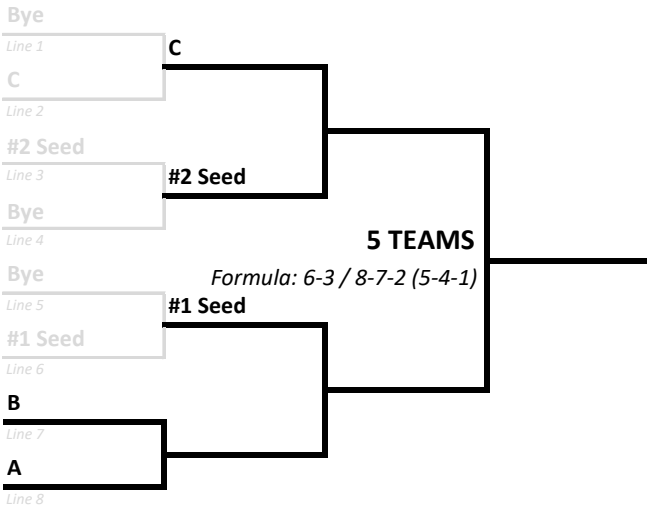 Bye
Line 1
C
C
Line 2
#2 Seed
Line 3
#2 Seed
Bye
Line 4
5 TEAMS
Bye
Formula: 6-3 / 8-7-2 (5-4-1)
Line 5
#1 Seed
#1 Seed
Line 6
B
Line 7
A
Line 8